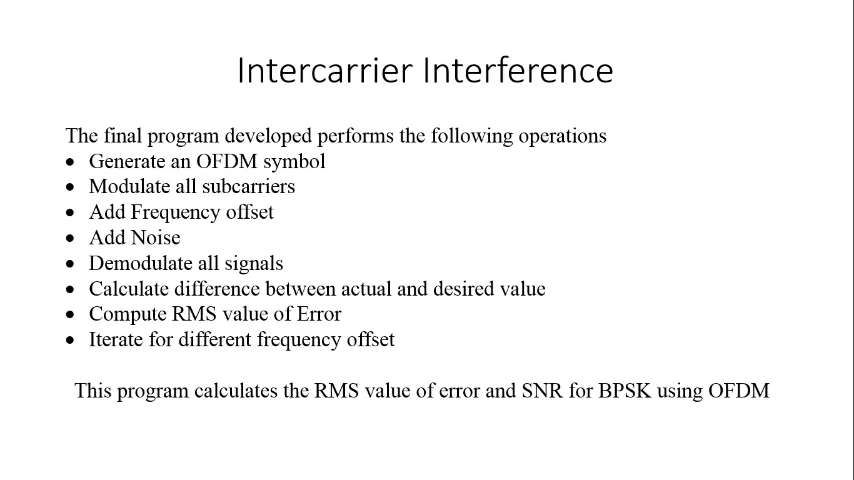 Intercarrier Interference
The final program developed performs the following operations
• Generate an OFDM symbol
• Modulate all subcarriers
• Add Frequency offset
• Add Noise
• Demodulate all signals
• Calculate difference between actual and desired value
• Compute RMS value of Error
• Iterate for different frequency offset
This program calculates the RMS value of error and SNR for BPSK using OFDM